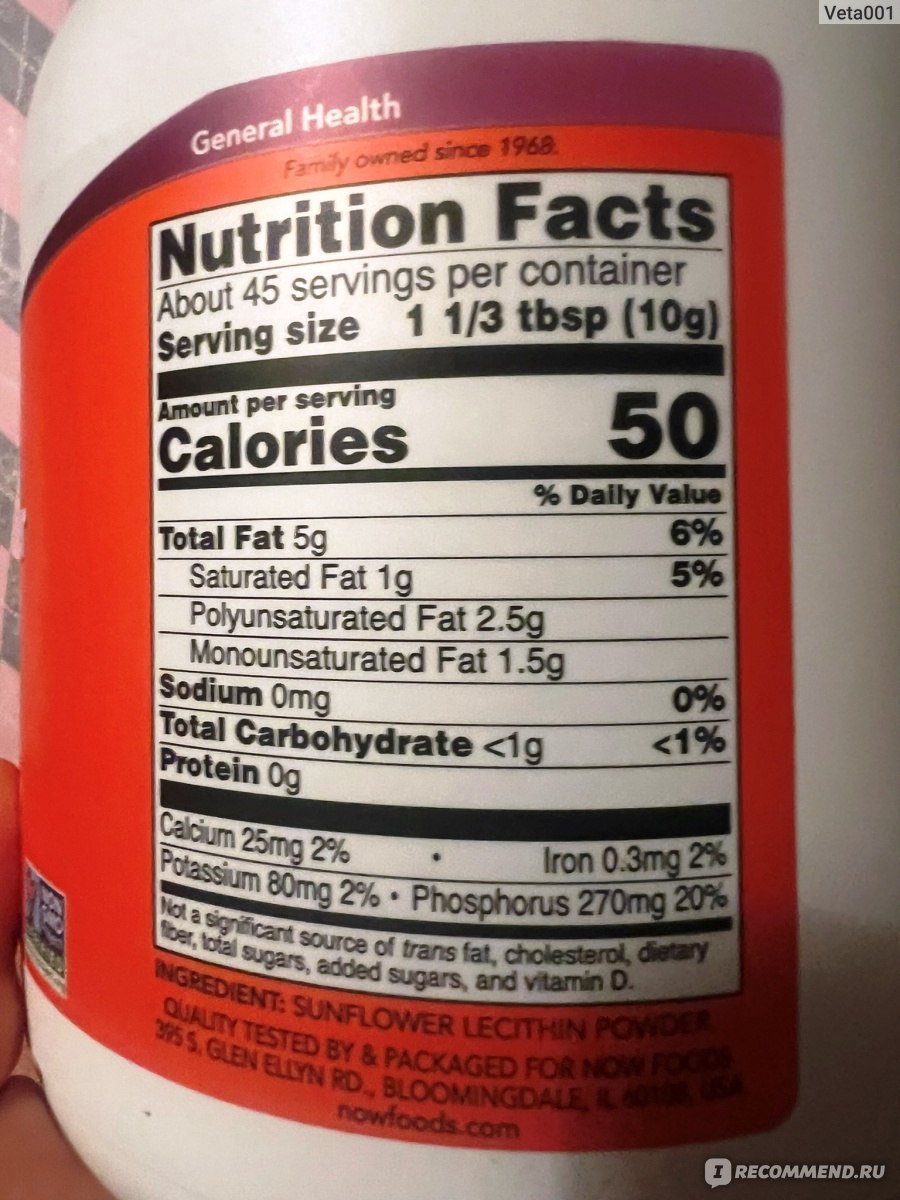 Veta001
General Health
Family owned since 1968.
Nutrition Facts
About 45 servings per container
Serving size 1 1/3 tbsp (10g)
Amount per serving
Calories 50
% Daily Value
Total Fat 5g 6%
Saturated Fat 1g 5%
Polyunsaturated Fat 2.5g
Monounsaturated Fat 1.5g
Sodium 0mg 0%
Total Carbohydrate <1g <1%
Protein 0g
Calcium 25mg 2% • Iron 0.3mg 2%
Potassium 80mg 2% • Phosphorus 270mg 20%
Not a significant source of trans fat, cholesterol, dietary
fiber, total sugars, added sugars, and vitamin D.
INGREDIENT: SUNFLOWER LECITHIN POWDER
QUALITY TESTED BY & PACKAGED FOR NOW FOODS
395 S. GLEN ELLYN RD., BLOOMINGDALE, IL 60108, USA
nowfoods.com
IRECOMMEND.RU